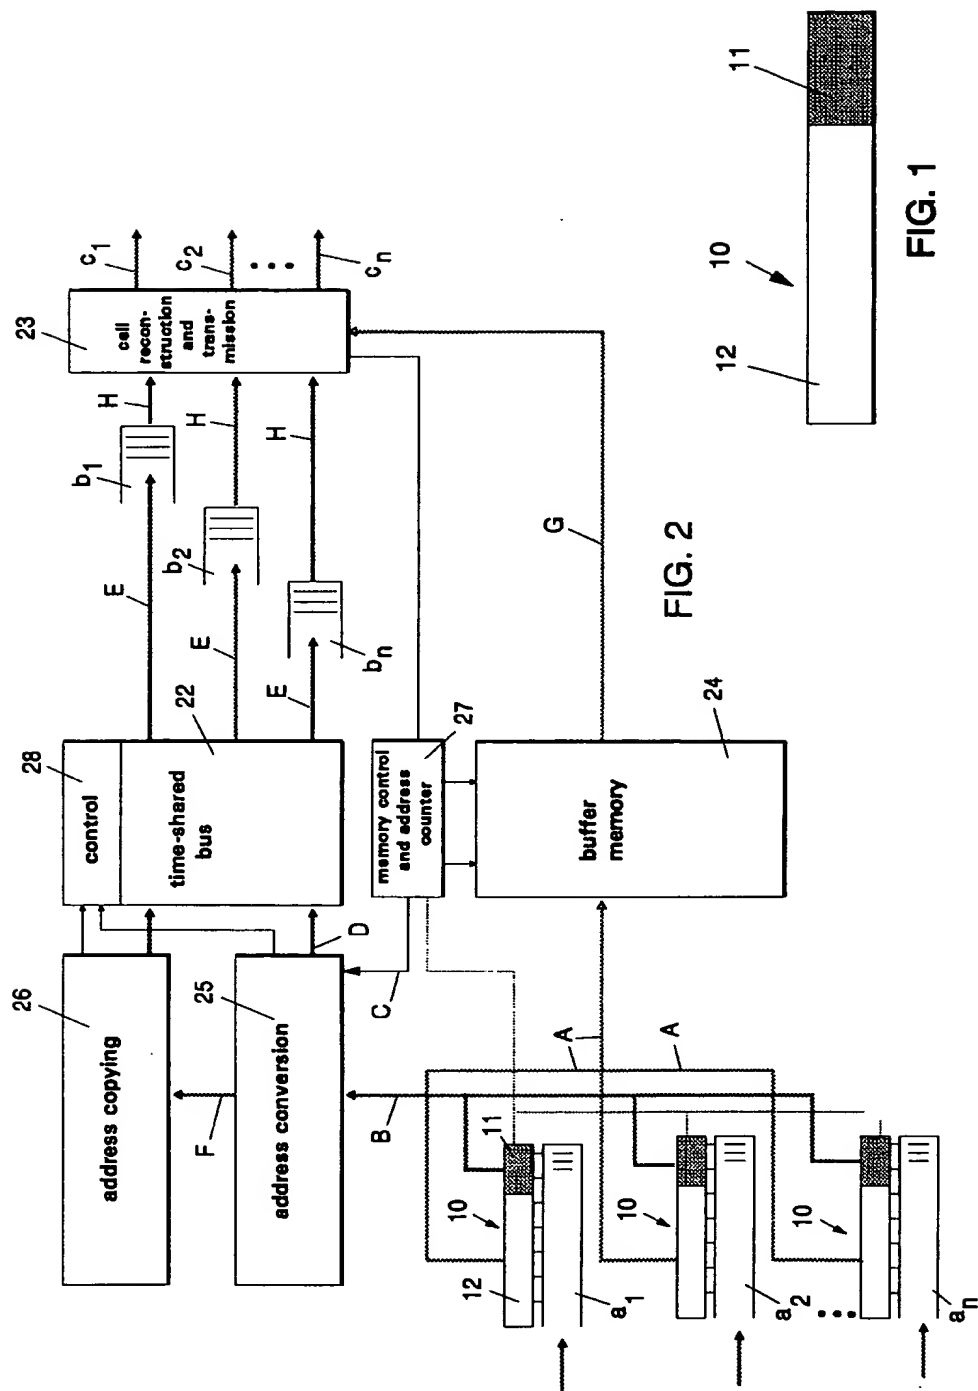 26
address copying
F
address conversion
25
28
control
time-shared
bus
22
D
C
E
E
E
b1
b2
bn
H
H
H
23
cell
recon-
struction
and
trans-
mission
c1
c2
cn
B
A
A
memory control
and address
counter
27
buffer
memory
24
G
10
11
12
a1
10
a2
10
an
FIG. 2
12
10
11
FIG. 1